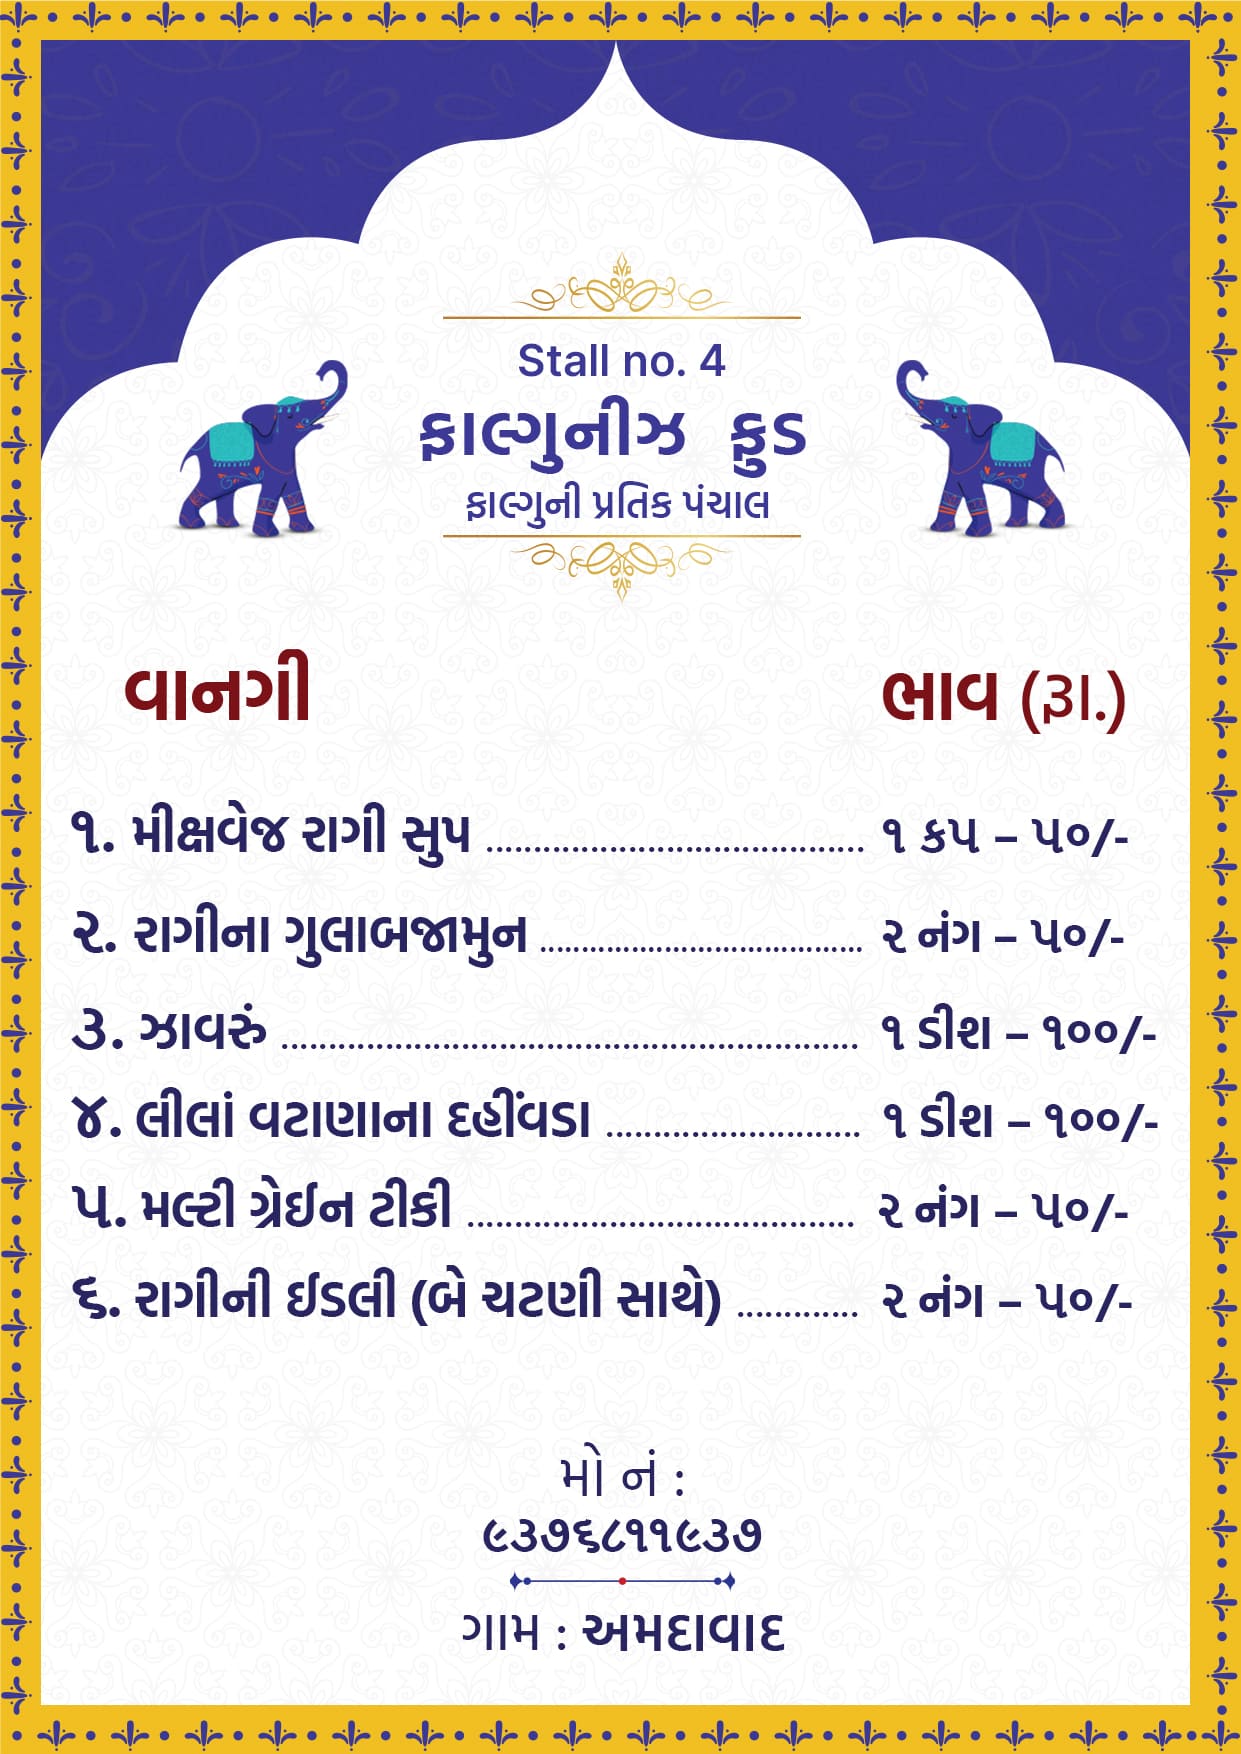 Stall no. 4
ફાલ્ગુનીઝ ફુડ
ફાલ્ગુની પ્રતિક પંચાલ
વાનગી ભાવ (રૂા.)
૧. મીક્ષવેજ રાગી સુપ ........................................ ૧ કપ – ૫૦/-
૨. રાગીના ગુલાબજામુન ................................... ૨ નંગ – ૫૦/-
૩. ઝાવરું ............................................................. ૧ ડીશ – ૧૦૦/-
૪. લીલાં વટાણાના દહીંવડા ........................... ૧ ડીશ – ૧૦૦/-
૫. મલ્ટી ગ્રેઈન ટીકી ......................................... ૨ નંગ – ૫૦/-
૬. રાગીની ઈડલી (બે ચટણી સાથે) ............. ૨ નંગ – ૫૦/-
મો નં :
૯૩૭૬૮૧૧૯૩૭
ગામ : અમદાવાદ